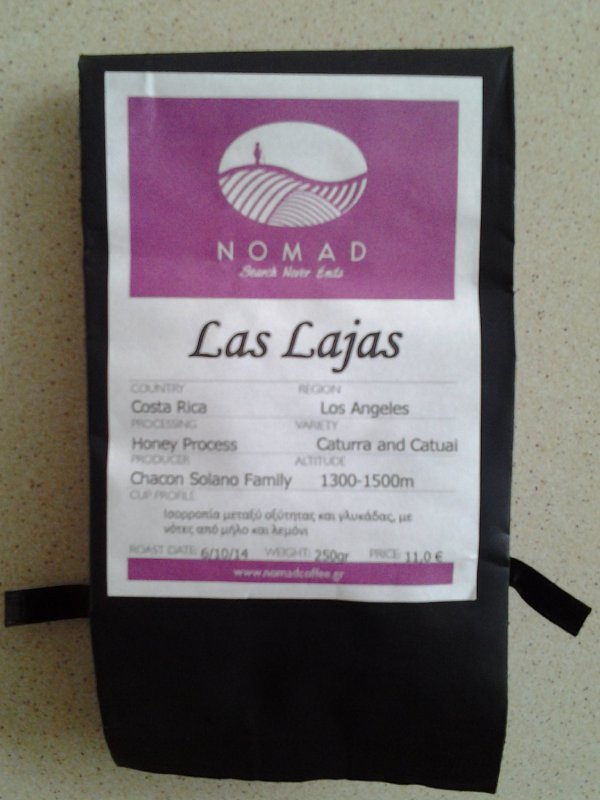 NOMAD
Search Never Ends
Las Lajas
COUNTRY REGION
Costa Rica Los Angeles
PROCESSING VARIETY
Honey Process Caturra and Catuai
PRODUCER ALTITUDE
Chacon Solano Family 1300-1500m
CUP PROFILE
Ισορροπία μεταξύ οξύτητας και γλυκάδας, με
νότες από μήλο και λεμόνι
ROAST DATE: 6/10/14 WEIGHT: 250gr PRICE: 11,0 €
www.nomadcoffee.gr